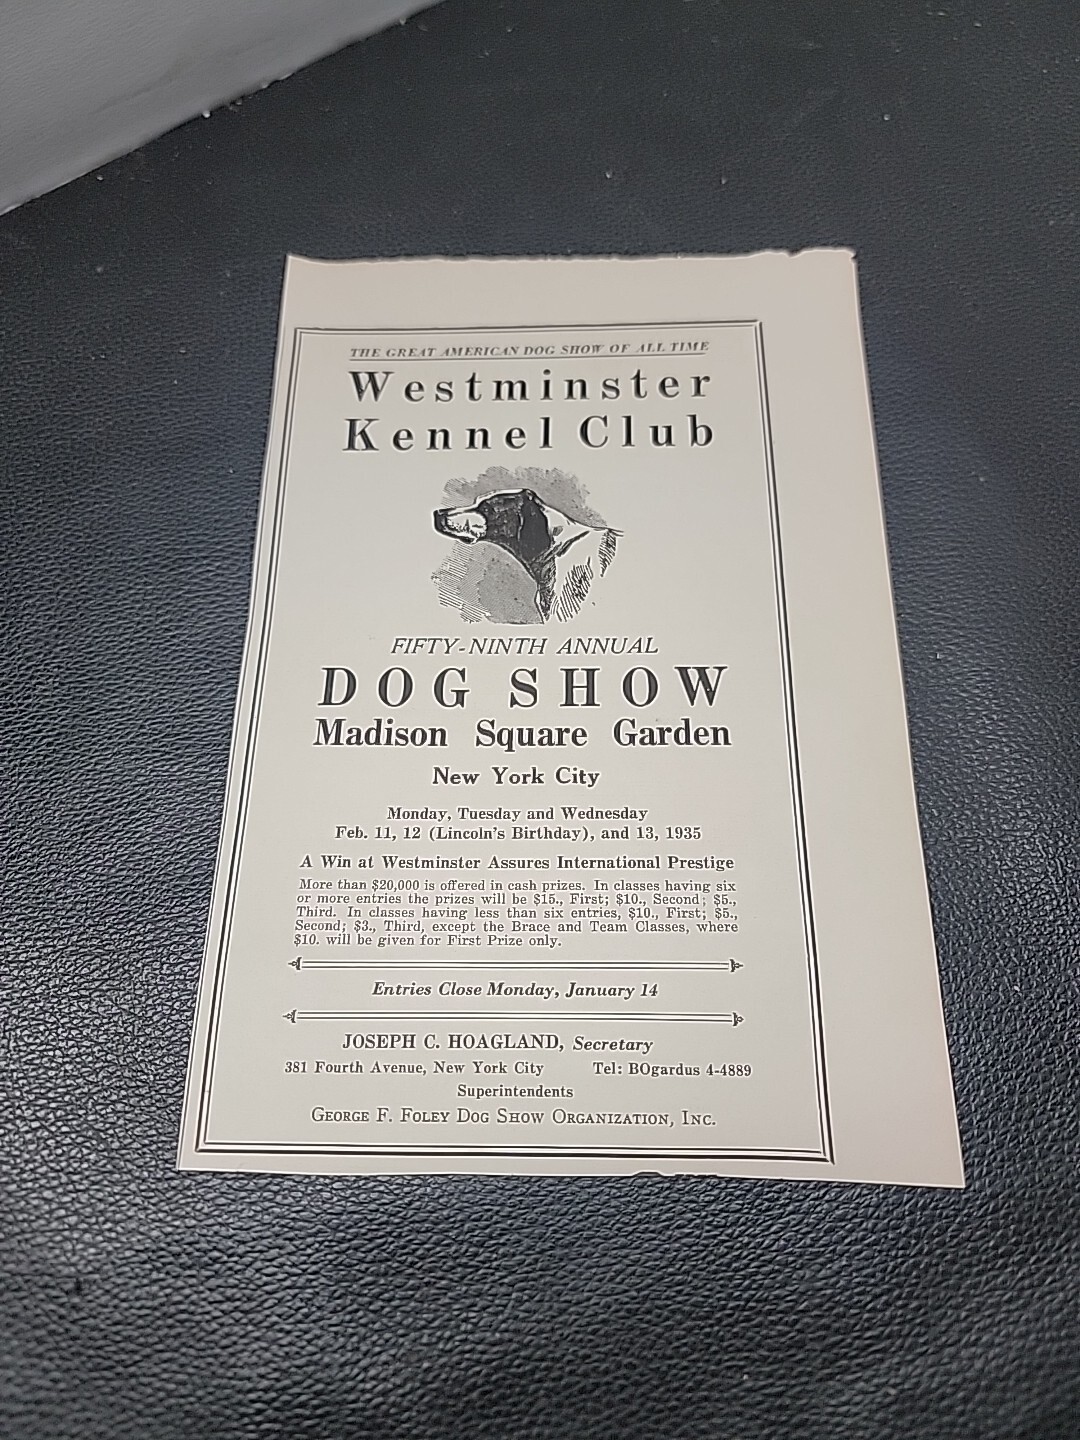 THE GREAT AMERICAN DOG SHOW OF ALL TIME
Westminster
Kennel Club
FIFTY-NINTH ANNUAL
DOG SHOW
Madison Square Garden
New York City
Monday, Tuesday and Wednesday
Feb. 11, 12 (Lincoln's Birthday), and 13, 1935
A Win at Westminster Assures International Prestige
More than $20,000 is offered in cash prizes. In classes having six
or more entries the prizes will be $15., First; $10., Second; $5.,
Third. In classes having less than six entries, $10., First; $5.,
Second; $3., Third, except the Brace and Team Classes, where
$10. will be given for First Prize only.
Entries Close Monday, January 14
JOSEPH C. HOAGLAND, Secretary
381 Fourth Avenue, New York City Tel: BOgardus 4-4889
Superintendents
GEORGE F. FOLEY DOG SHOW ORGANIZATION, INC.